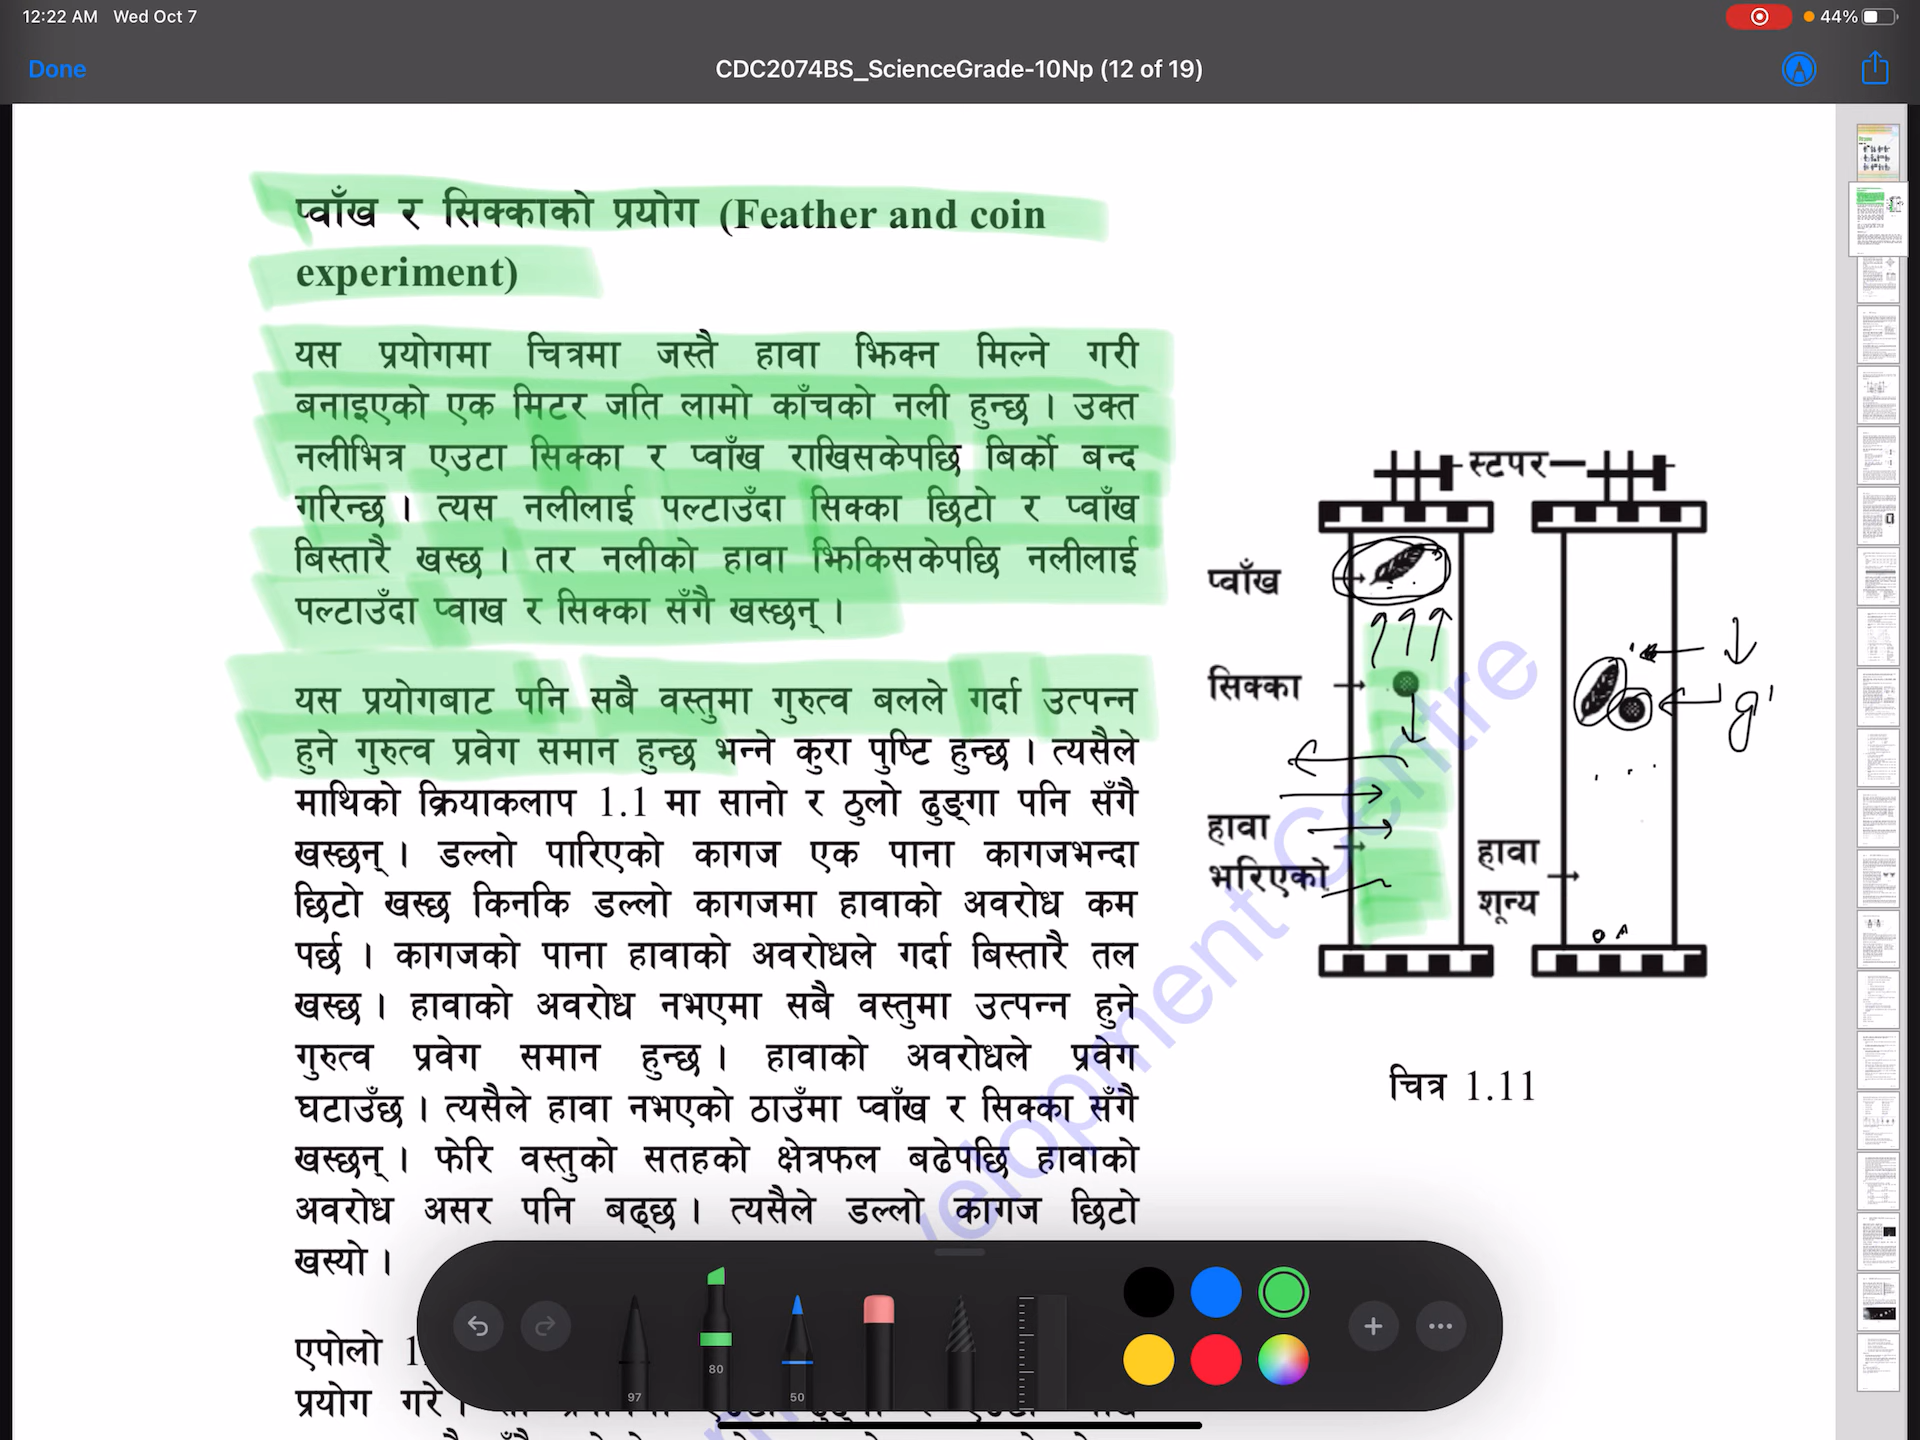 12:22 AM Wed Oct 7
44%
Done
CDC2074BS_ScienceGrade-10Np (12 of 19)
प्वाँख र सिक्काको प्रयोग (Feather and coin
experiment)
यस प्रयोगमा चित्रमा जस्तै हावा झिक्न मिल्ने गरी
बनाइएको एक मिटर जति लामो काँचको नली हुन्छ । उक्त
नलीभित्र एउटा सिक्का र प्वाँख राखिसकेपछि बिर्को बन्द
गरिन्छ । त्यस नलीलाई पल्टाउँदा सिक्का छिटो र प्वाँख
बिस्तारै खस्छ । तर नलीको हावा झिकिसकेपछि नलीलाई
पल्टाउँदा प्वाख र सिक्का सँगै खस्छन् ।
यस प्रयोगबाट पनि सबै वस्तुमा गुरुत्व बलले गर्दा उत्पन्न
हुने गुरुत्व प्रवेग समान हुन्छ भन्ने कुरा पुष्टि हुन्छ । त्यसैले
माथिको क्रियाकलाप 1.1 मा सानो र ठुलो ढुङ्गा पनि सँगै
खस्छन् । डल्लो पारिएको कागज एक पाना कागजभन्दा
छिटो खस्छ किनकि डल्लो कागजमा हावाको अवरोध कम
पर्छ । कागजको पाना हावाको अवरोधले गर्दा बिस्तारै तल
खस्छ । हावाको अवरोध नभएमा सबै वस्तुमा उत्पन्न हुने
गुरुत्व प्रवेग समान हुन्छ । हावाको अवरोधले प्रवेग
घटाउँछ । त्यसैले हावा नभएको ठाउँमा प्वाँख र सिक्का सँगै
खस्छन् । फेरि वस्तुको सतहको क्षेत्रफल बढेपछि हावाको
अवरोध असर पनि बढ्छ । त्यसैले डल्लो कागज छिटो
खस्यो ।
एपोलो 1
प्रयोग गरे ।
स्टपर
प्वाँख
सिक्का
हावा
भरिएको
हावा
शून्य
g'
चित्र 1.11
elopment Centre
97
80
50